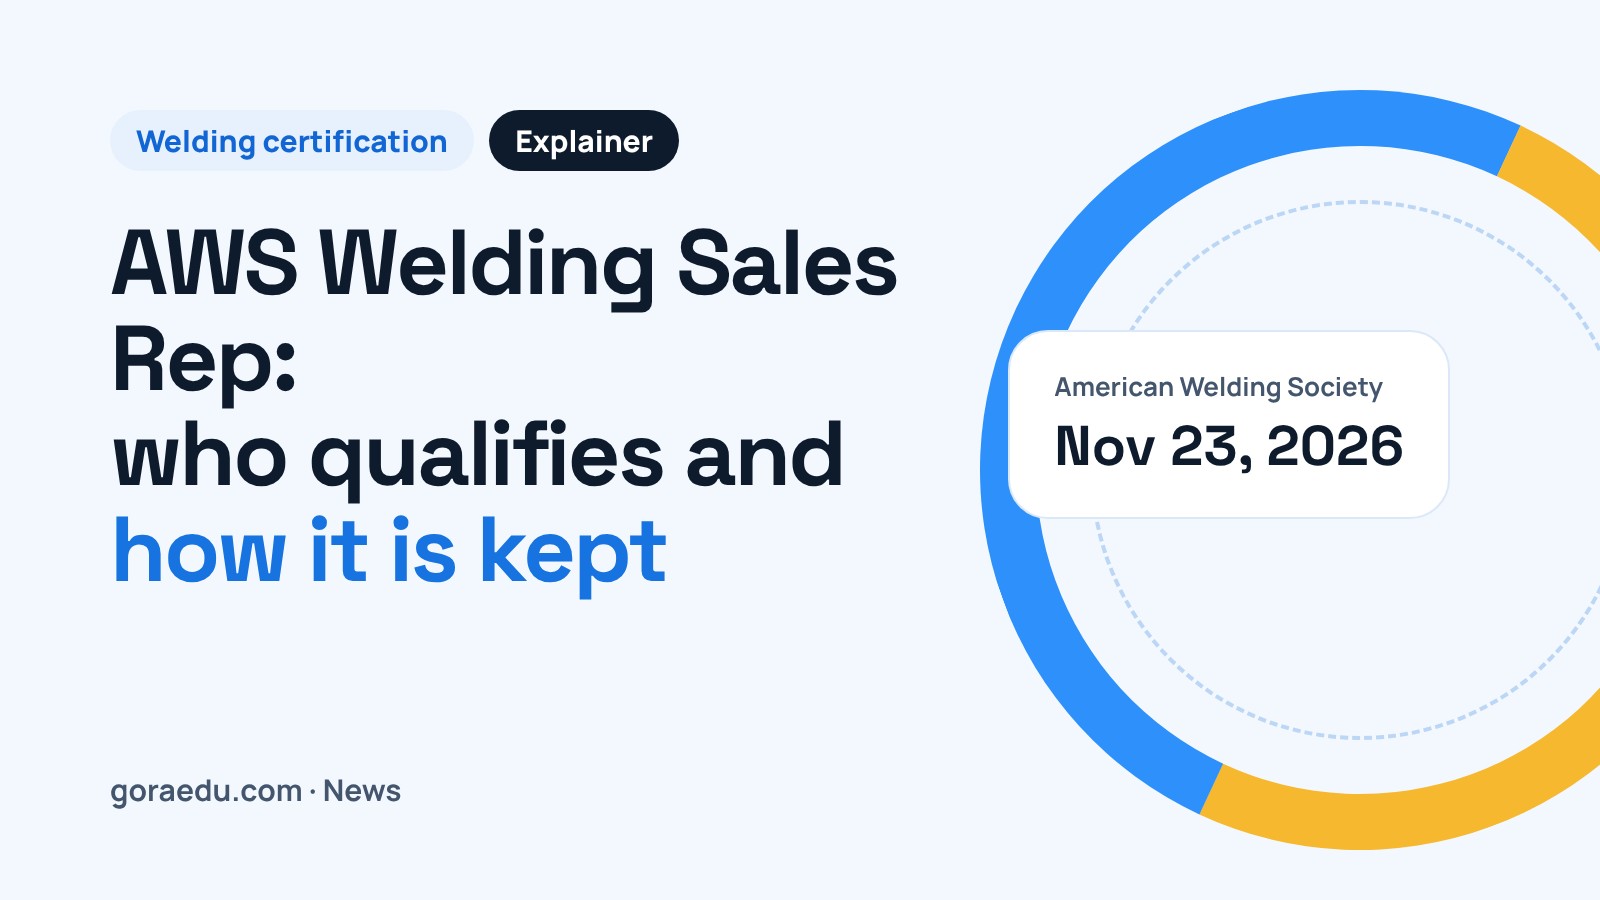 Welding certification
Explainer
AWS Welding Sales
Rep:
who qualifies and
how it is kept
American Welding Society
Nov 23, 2026
goraedu.com · News